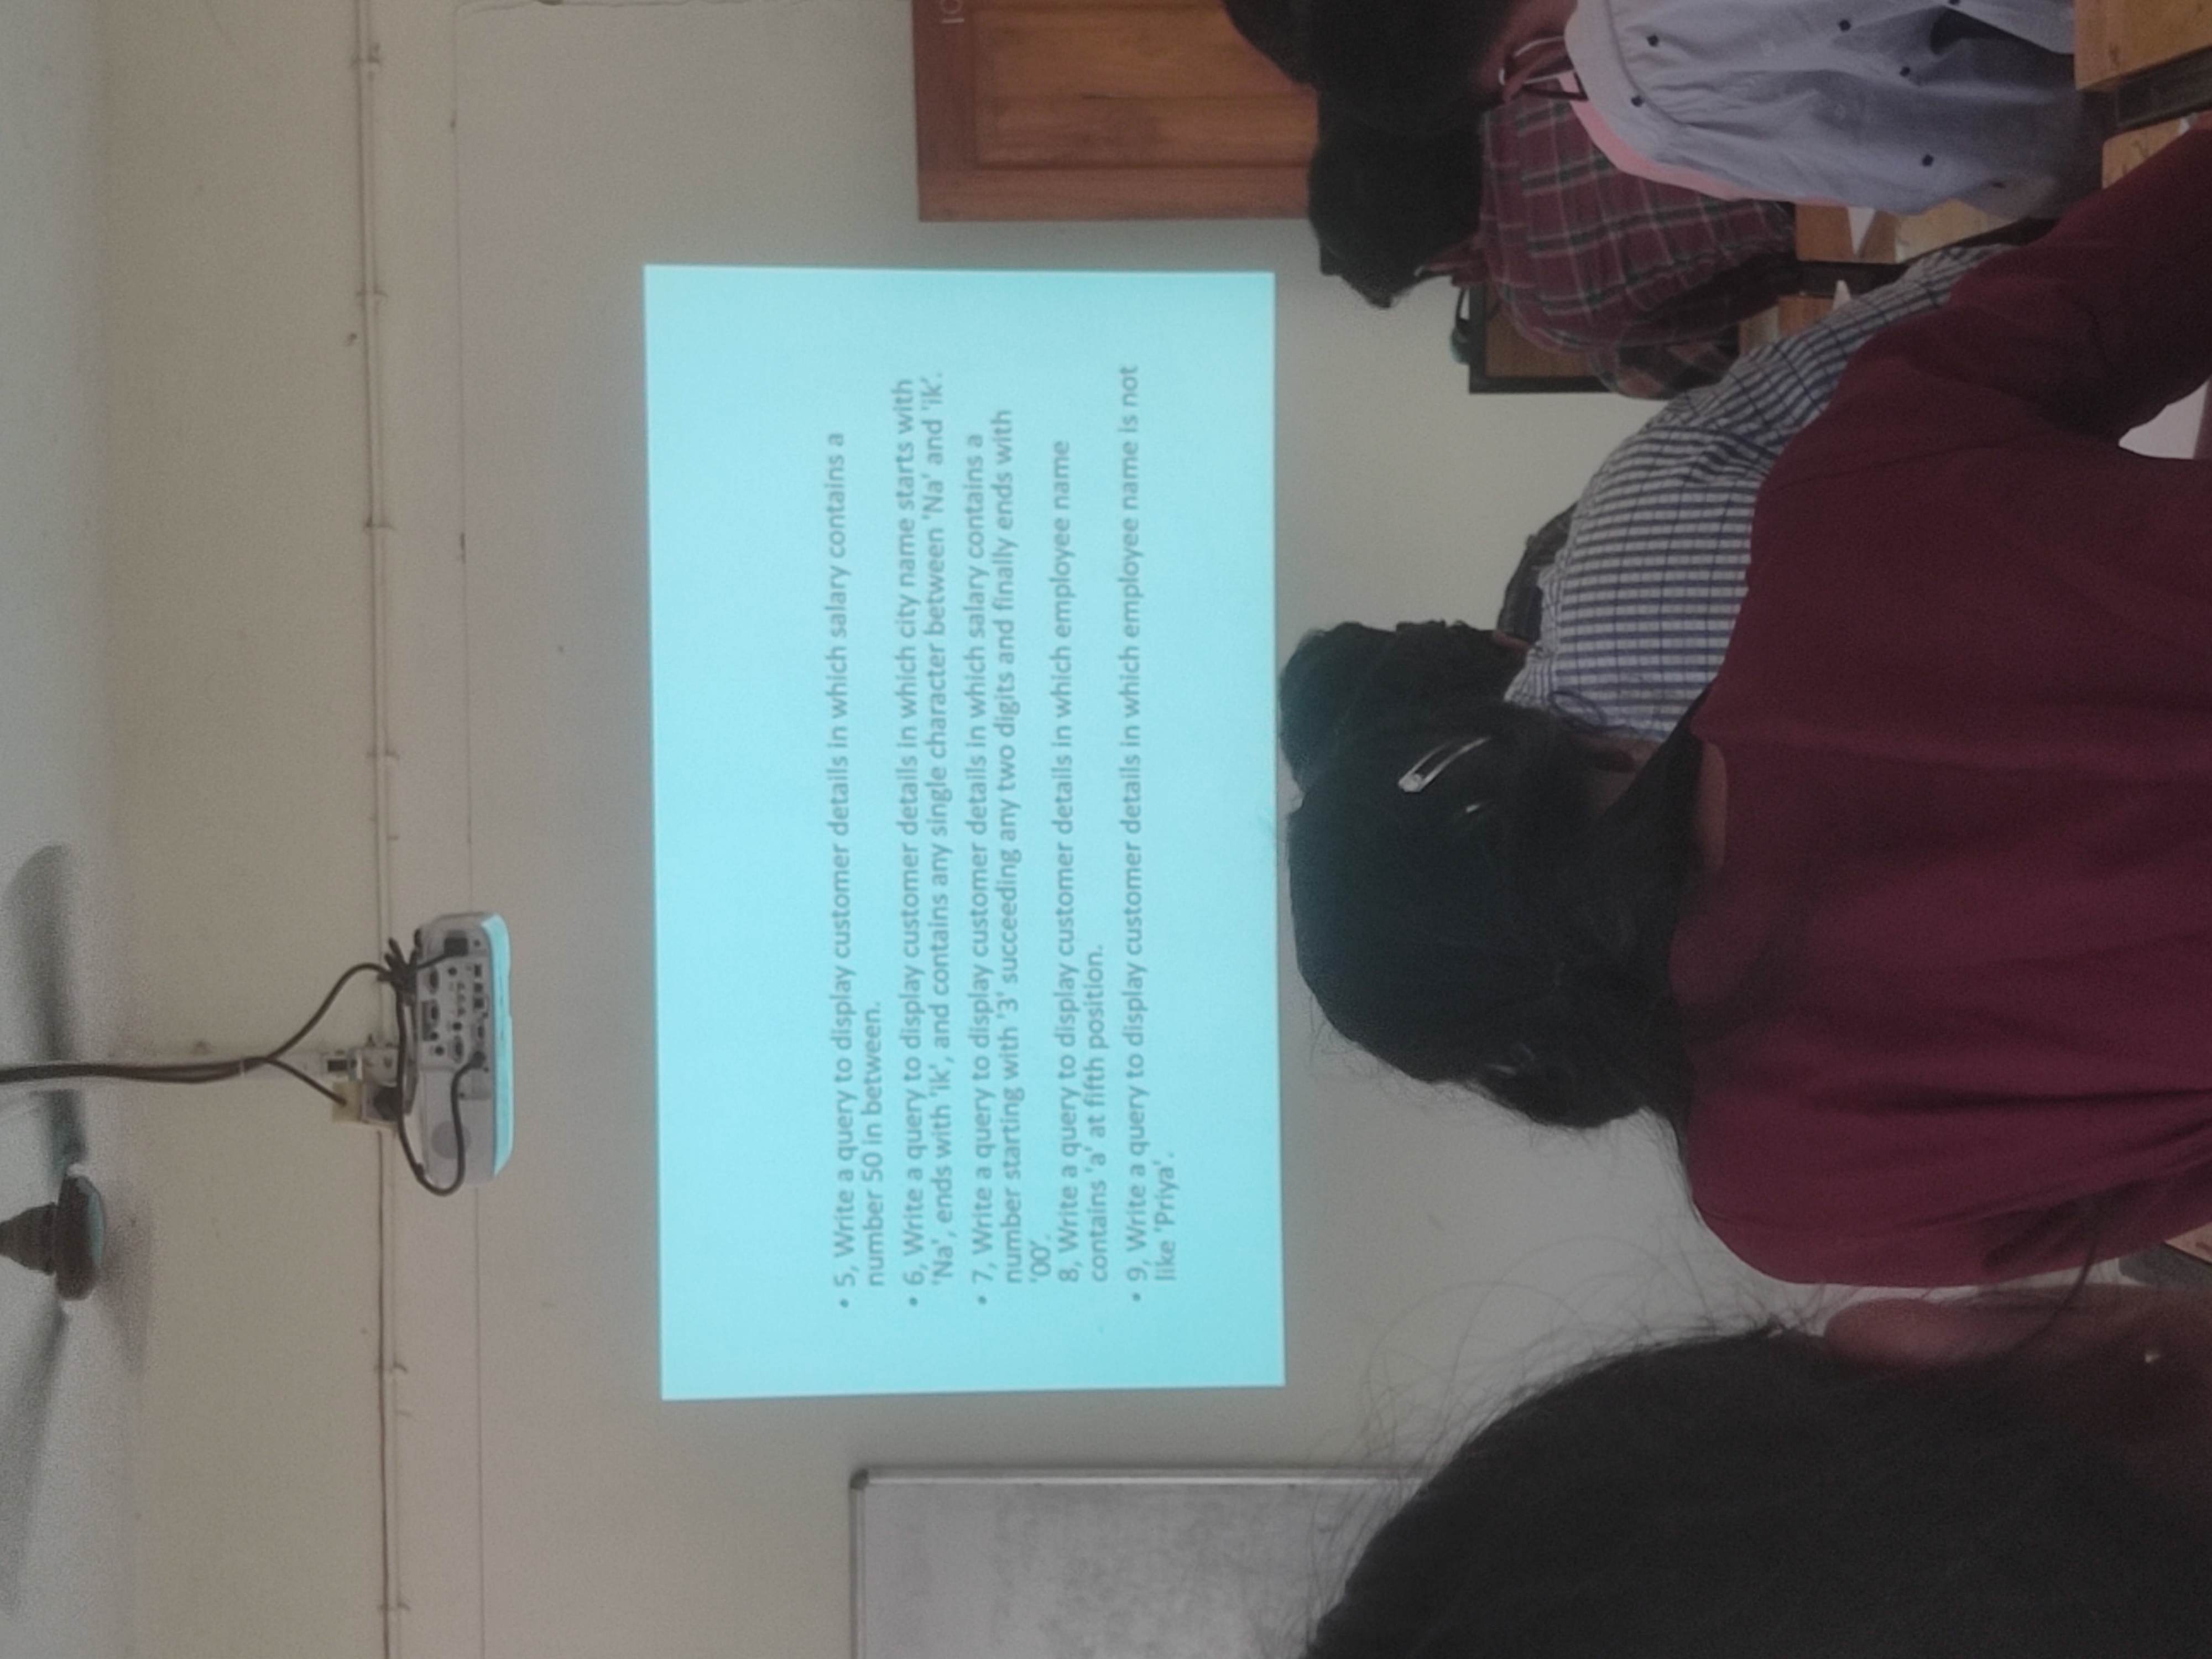 • 5, Write a query to display customer details in which salary contains a
number 50 in between.
• 6, Write a query to display customer details in which city name starts with
'Na', ends with 'ik', and contains any single character between 'Na' and 'ik'.
• 7, Write a query to display customer details in which salary contains a
number starting with '3' succeeding any two digits and finally ends with
'00'.
8, Write a query to display customer details in which employee name
contains 'a' at fifth position.
• 9, Write a query to display customer details in which employee name is not
like 'Priya'.